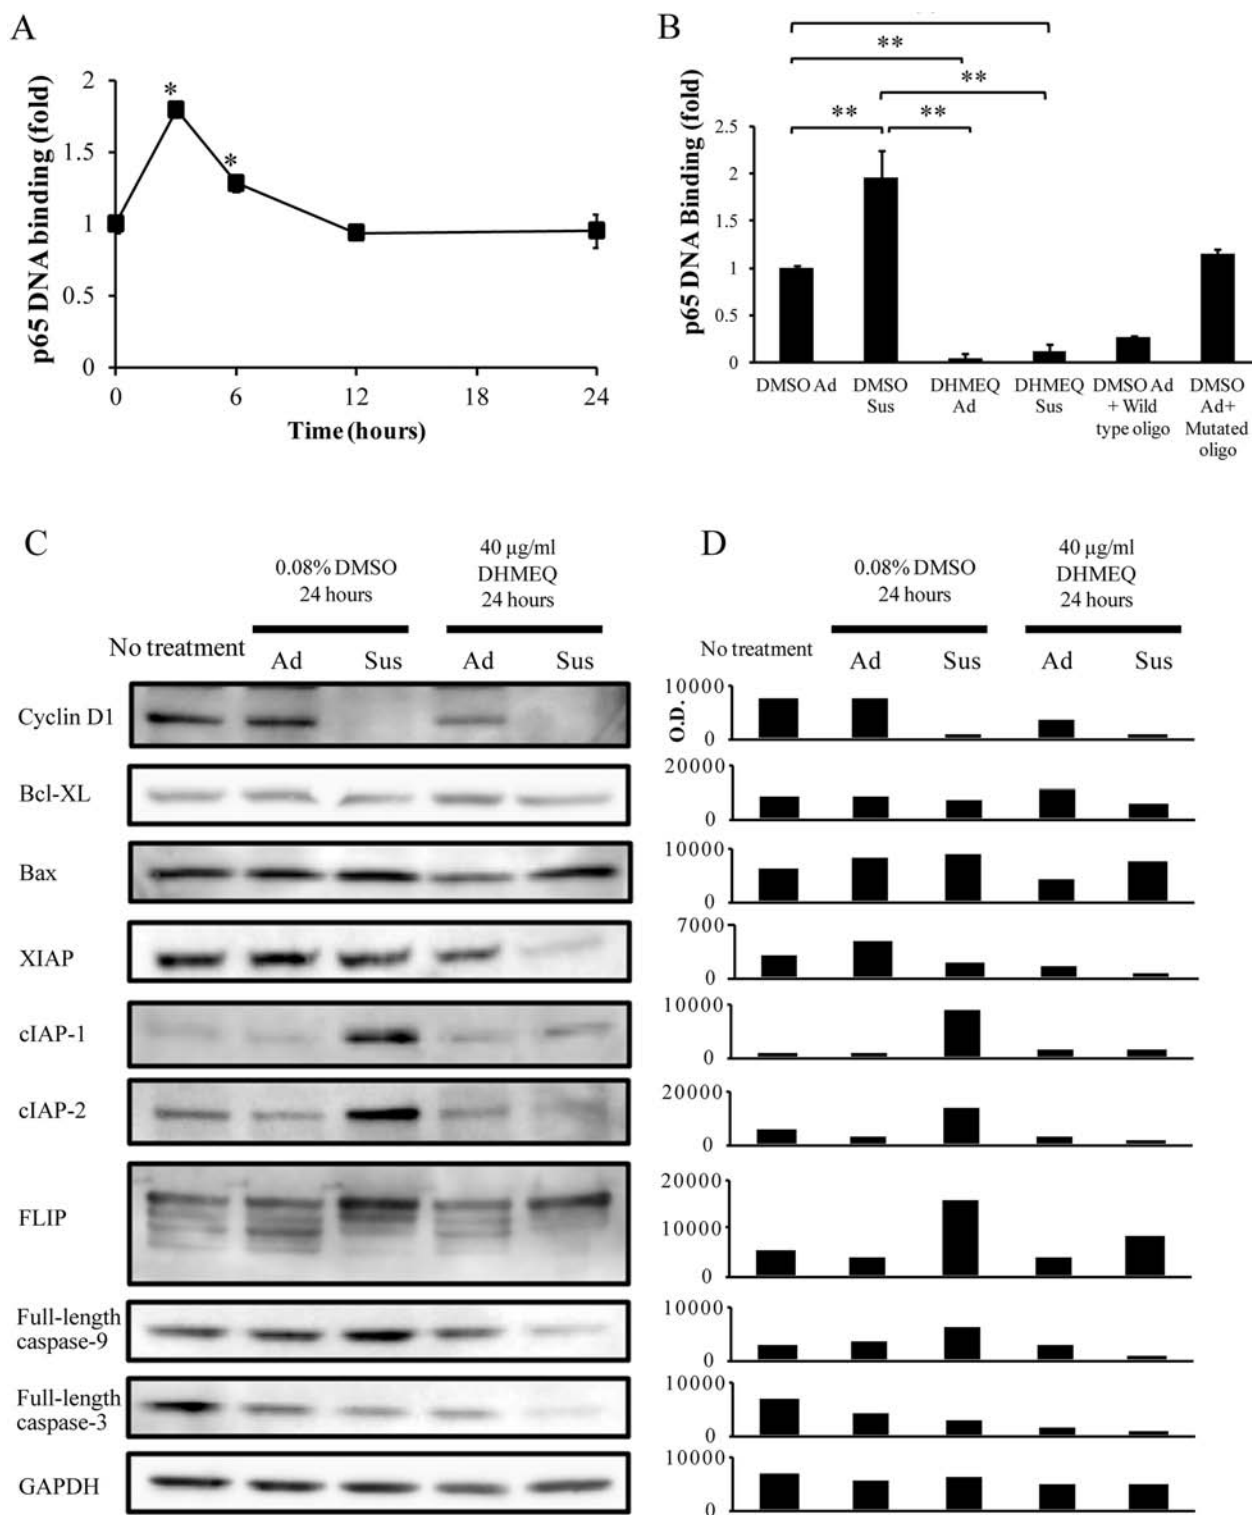 A
p65 DNA binding (fold)
2
*
1.5
*
1
0.5
0
0 6 12 18 24
Time (hours)
B
p65 DNA Binding (fold)
**
**
** **
2.5
2
1.5
1
0.5
0
DMSO Ad
DMSO
Sus
DHMEQ
Ad
DHMEQ
Sus
DMSO Ad
+ Wild
type oligo
DMSO
Ad+
Mutated
oligo
C
0.08% DMSO
24 hours
40 µg/ml
DHMEQ
24 hours
No treatment Ad Sus Ad Sus
Cyclin D1
Bcl-XL
Bax
XIAP
cIAP-1
cIAP-2
FLIP
Full-length
caspase-9
Full-length
caspase-3
GAPDH
D
0.08% DMSO
24 hours
40 µg/ml
DHMEQ
24 hours
No treatment Ad Sus Ad Sus
O.D.
10000
0
20000
0
10000
0
7000
0
10000
0
20000
0
20000
10000
0
10000
0
10000
0
10000
0